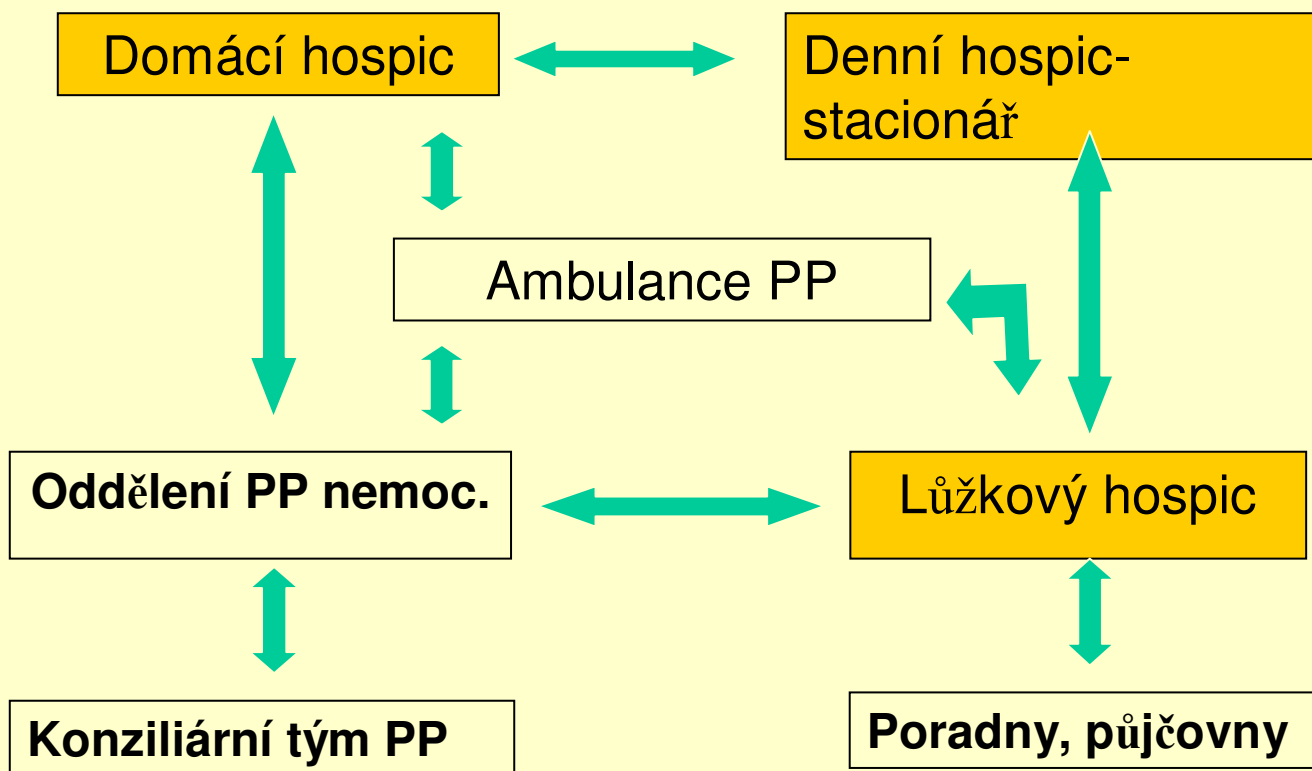 Domácí hospic
Denní hospic-
stacionář
Ambulance PP
Oddělení PP nemoc.
Lůžkový hospic
Konziliární tým PP
Poradny, půjčovny